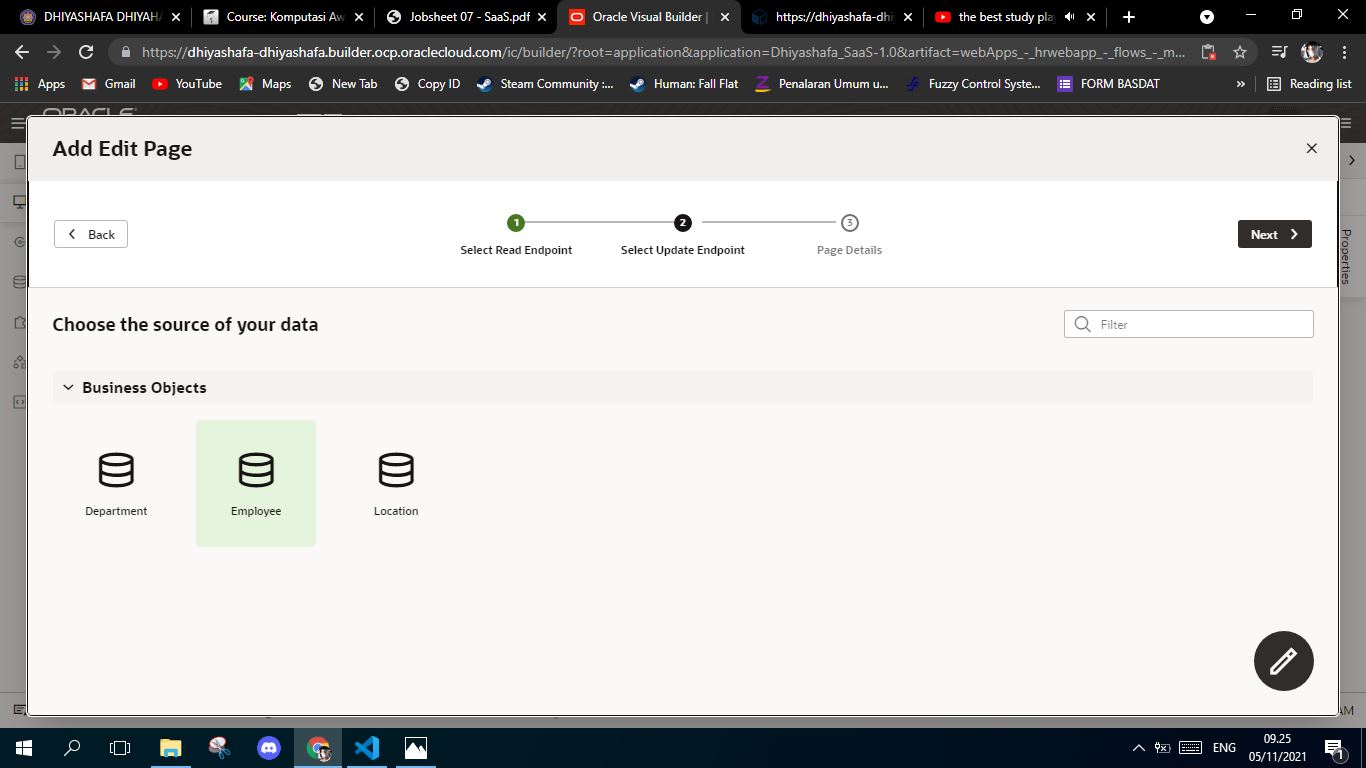 DHIYASHAFA DHIYAHA
Course: Komputasi Aw
Jobsheet 07 - SaaS.pdf
Oracle Visual Builder |
https://dhiyashafa-dhi
the best study pla
https://dhiyashafa-dhiyashafa.builder.ocp.oraclecloud.com/ic/builder/?root=application&application=Dhiyashafa_SaaS-1.0&artifact=webApps_-_hrwebapp_-_flows_-_m...
Apps
Gmail
YouTube
Maps
New Tab
Copy ID
Steam Community :...
Human: Fall Flat
Penalaran Umum u...
Fuzzy Control Syste...
FORM BASDAT
»
Reading list
ORACLE
Add Edit Page
Back
1
2
3
Next
Select Read Endpoint
Select Update Endpoint
Page Details
Properties
Choose the source of your data
Filter
Business Objects
Department
Employee
Location
AM
ENG
09.25
05/11/2021
1